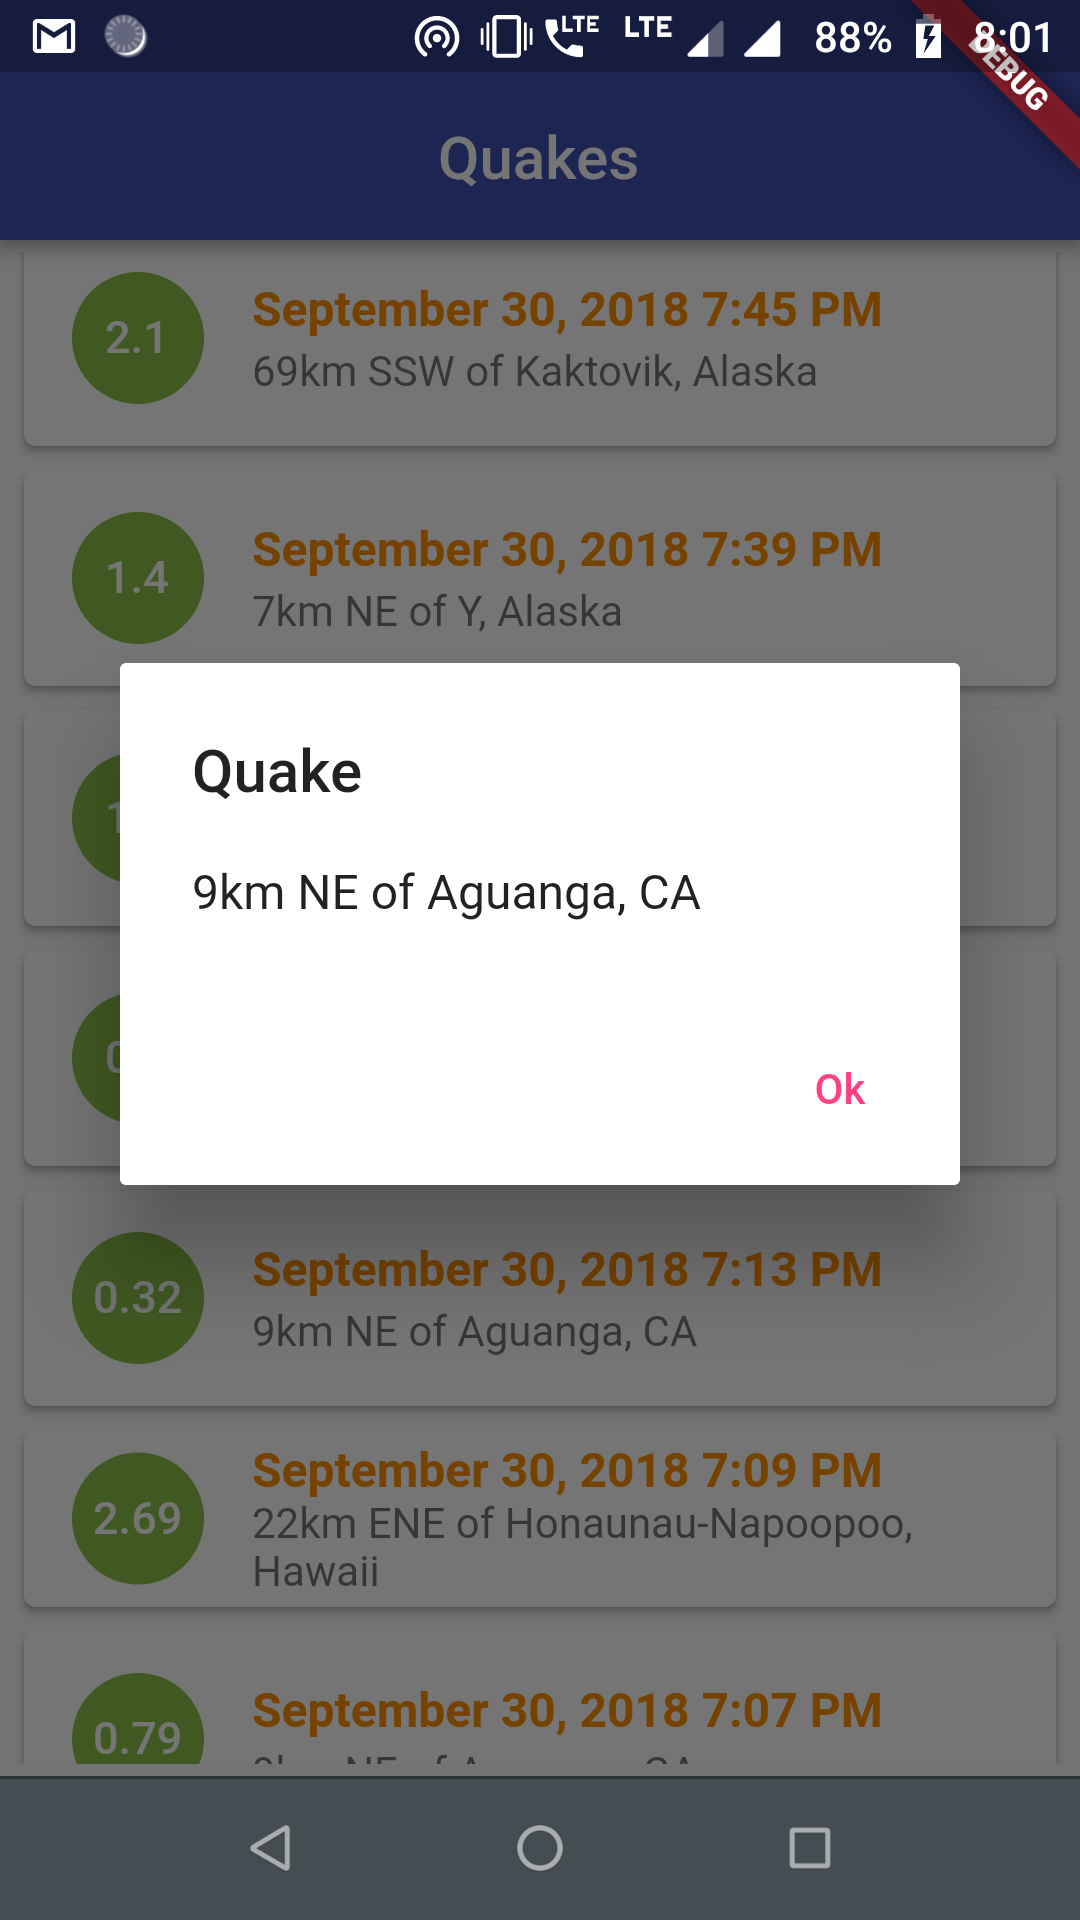 LTE LTE 88% 8:01
DEBUG
Quakes
2.1
September 30, 2018 7:45 PM
69km SSW of Kaktovik, Alaska
1.4
September 30, 2018 7:39 PM
7km NE of Y, Alaska
Quake
9km NE of Aguanga, CA
Ok
0.32
September 30, 2018 7:13 PM
9km NE of Aguanga, CA
2.69
September 30, 2018 7:09 PM
22km ENE of Honaunau-Napoopoo,
Hawaii
0.79
September 30, 2018 7:07 PM